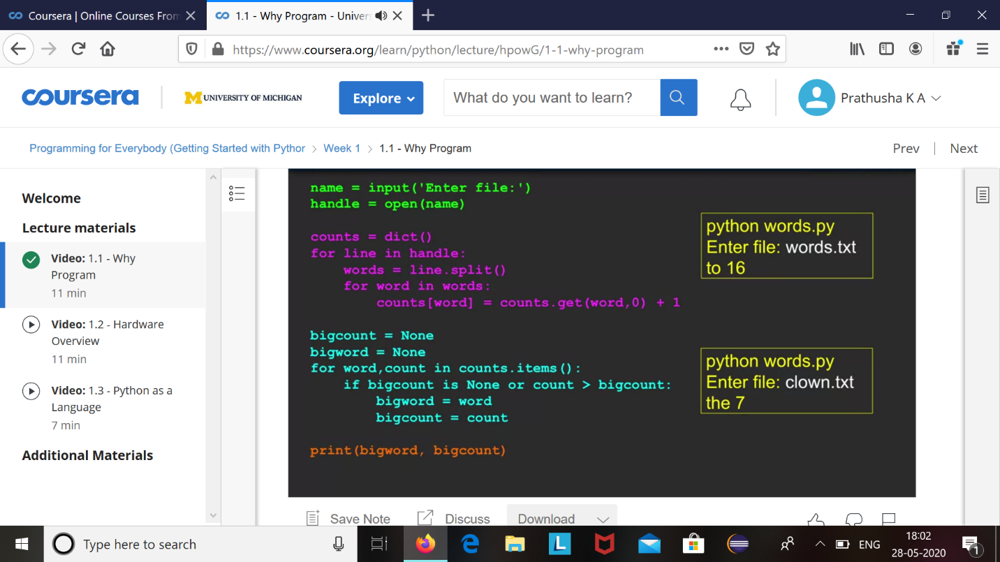 Coursera | Online Courses From
1.1 - Why Program - Univers
https://www.coursera.org/learn/python/lecture/hpowG/1-1-why-program
coursera
M UNIVERSITY OF MICHIGAN
Explore
What do you want to learn?
Prathusha K A
Programming for Everybody (Getting Started with Python
Week 1
1.1 - Why Program
Prev
Next
Welcome
Lecture materials
Video: 1.1 - Why
Program
11 min
Video: 1.2 - Hardware
Overview
11 min
Video: 1.3 - Python as a
Language
7 min
Additional Materials
name = input('Enter file:')
handle = open(name)
counts = dict()
for line in handle:
    words = line.split()
    for word in words:
        counts[word] = counts.get(word,0) + 1
bigcount = None
bigword = None
for word,count in counts.items():
    if bigcount is None or count > bigcount:
        bigword = word
        bigcount = count
print(bigword, bigcount)
python words.py
Enter file: words.txt
to 16
python words.py
Enter file: clown.txt
the 7
Save Note
Discuss
Download
Type here to search
L
ENG
18:02
28-05-2020
1